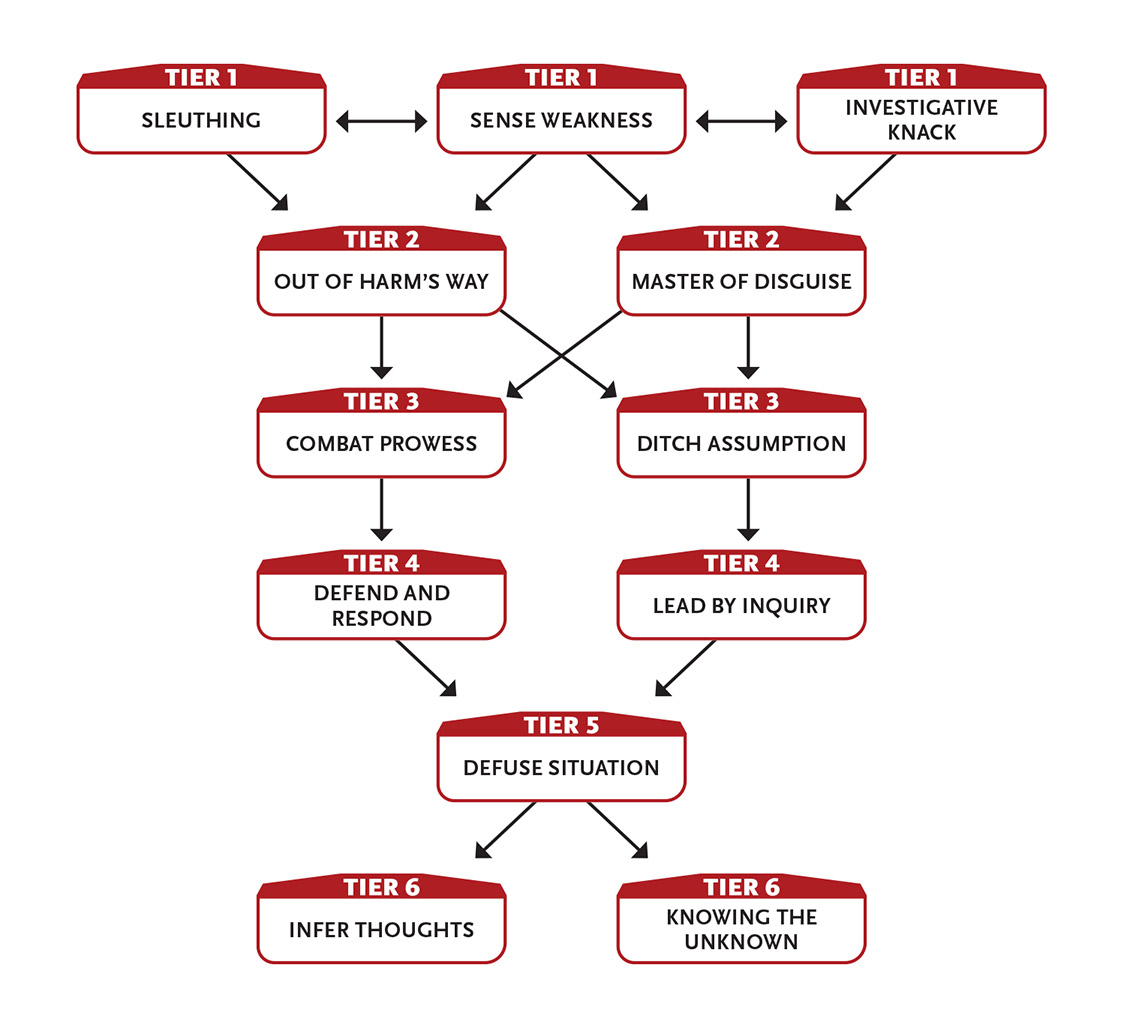 TIER 1
SLEUTHING
TIER 1
SENSE WEAKNESS
TIER 1
INVESTIGATIVE
KNACK
TIER 2
OUT OF HARM’S WAY
TIER 2
MASTER OF DISGUISE
TIER 3
COMBAT PROWESS
TIER 3
DITCH ASSUMPTION
TIER 4
DEFEND AND
RESPOND
TIER 4
LEAD BY INQUIRY
TIER 5
DEFUSE SITUATION
TIER 6
INFER THOUGHTS
TIER 6
KNOWING THE
UNKNOWN